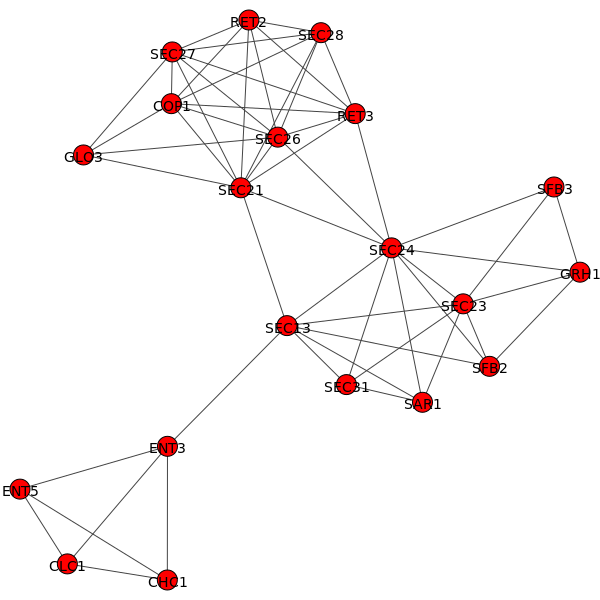 RET2
SEC28
SEC27
COP1
RET3
SEC26
GLO3
SEC21
SFB3
SEC24
GRH1
SEC23
SEC13
SFB2
SEC31
SAR1
ENT3
ENT5
CLC1
CHC1